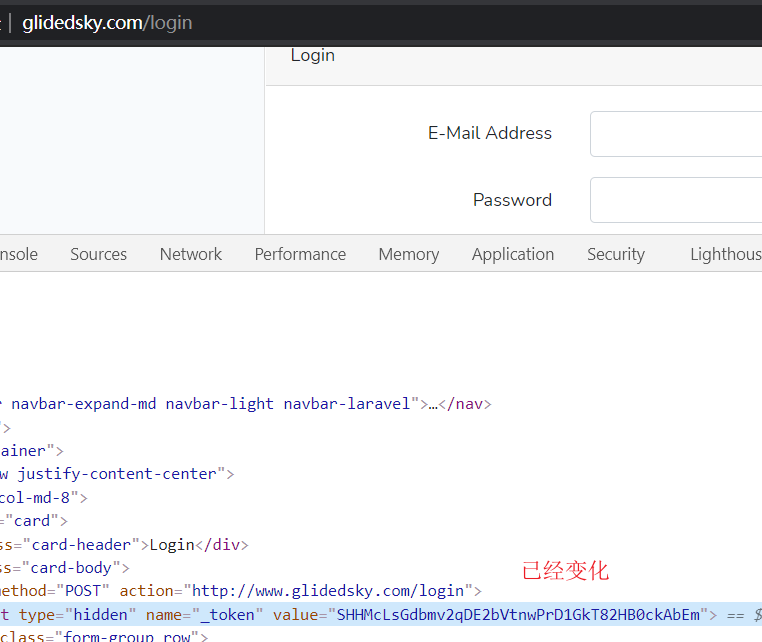 glidedsky.com/login
Login
E-Mail Address
Password
nsole Sources Network Performance Memory Application Security Lighthous
navbar-expand-md navbar-light navbar-laravel">…</nav>
">
ainer">
w justify-content-center">
col-md-8">
="card">
ss="card-header">Login</div>
ss="card-body">
已经变化
method="POST" action="http://www.glidedsky.com/login">
t type="hidden" name="_token" value="SHHMcLsGdbmv2qDE2bVtnwPrD1GkT82HB0ckAbEm"> == $
class="form-group row">